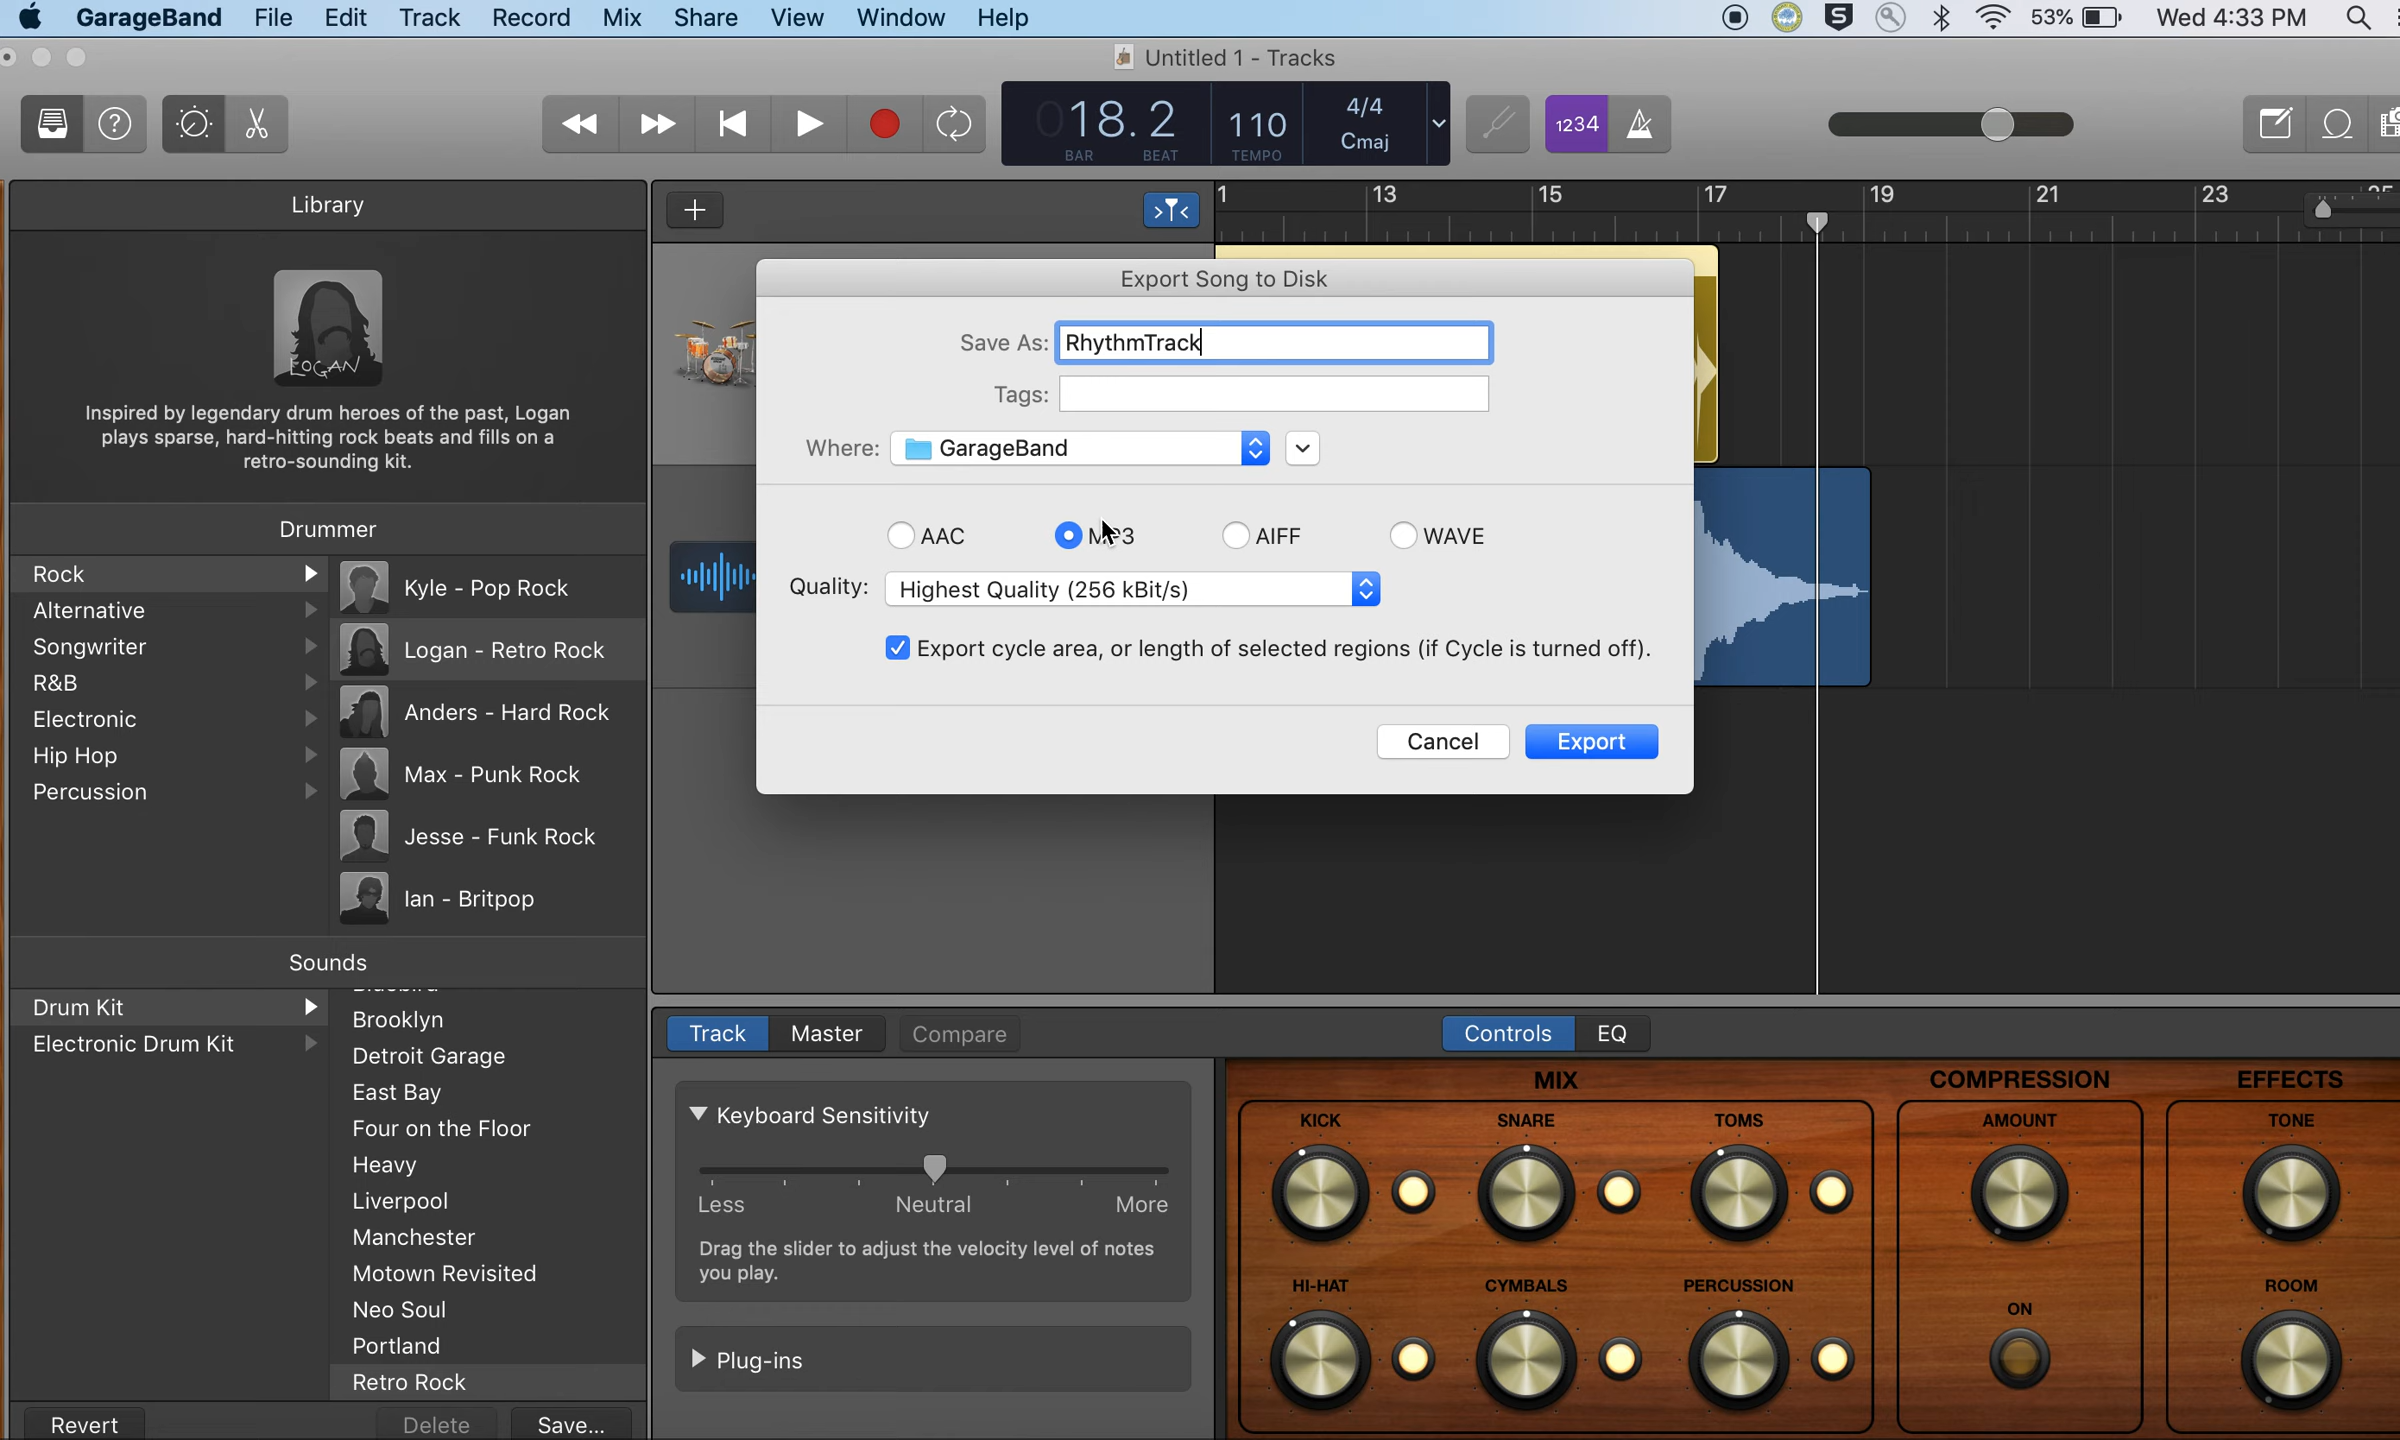 GarageBand File Edit Track Record Mix Share View Window Help 53% Wed 4:33 PM
Untitled 1 - Tracks
018.2 110 4/4
Cmaj
BAR BEAT TEMPO
1234
Library
1 13 15 17 19 21 23
LOGAN
Inspired by legendary drum heroes of the past, Logan
plays sparse, hard-hitting rock beats and fills on a
retro-sounding kit.
Drummer
Rock
Alternative
Songwriter
R&B
Electronic
Hip Hop
Percussion
Kyle - Pop Rock
Logan - Retro Rock
Anders - Hard Rock
Max - Punk Rock
Jesse - Funk Rock
Ian - Britpop
Sounds
Drum Kit
Electronic Drum Kit
Brooklyn
Detroit Garage
East Bay
Four on the Floor
Heavy
Liverpool
Manchester
Motown Revisited
Neo Soul
Portland
Retro Rock
Revert Delete Save...
Export Song to Disk
Save As: RhythmTrack
Tags:
Where: GarageBand
AAC MP3 AIFF WAVE
Quality: Highest Quality (256 kBit/s)
Export cycle area, or length of selected regions (if Cycle is turned off).
Cancel Export
Track Master Compare Controls EQ
Keyboard Sensitivity
Less Neutral More
Drag the slider to adjust the velocity level of notes
you play.
Plug-ins
MIX COMPRESSION EFFECTS
KICK SNARE TOMS AMOUNT TONE
HI-HAT CYMBALS PERCUSSION ON ROOM